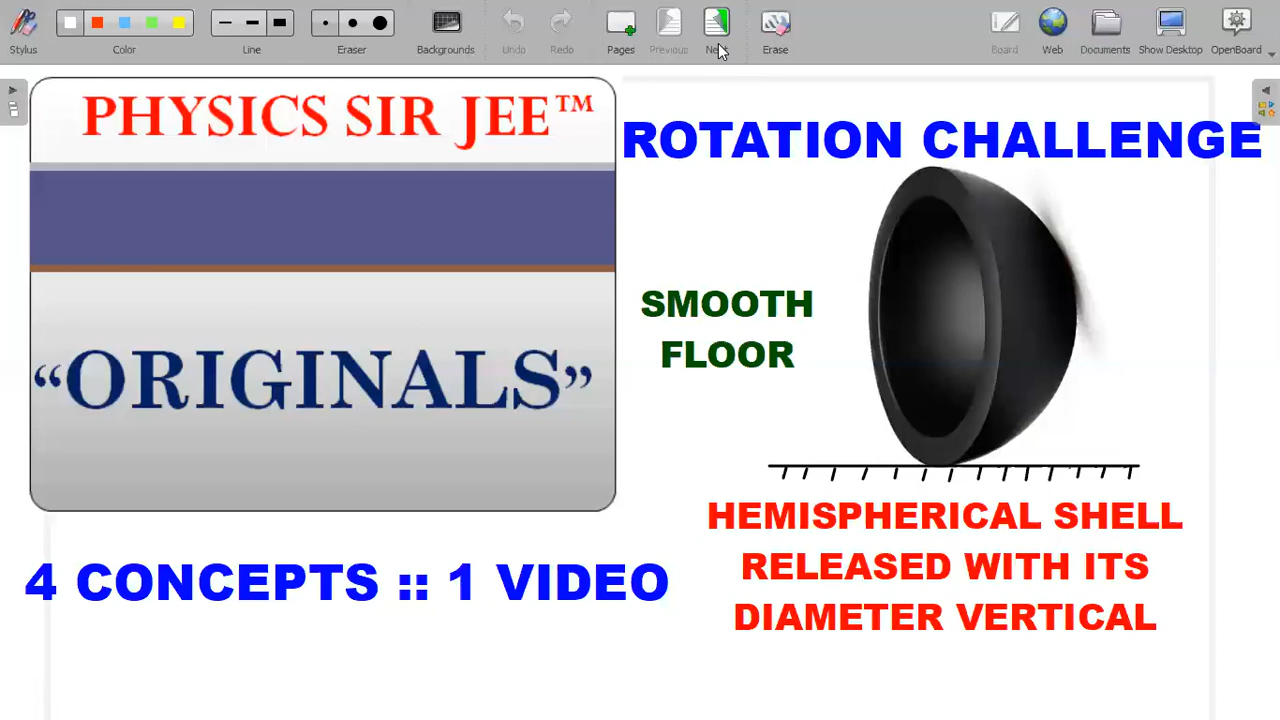 Stylus
Color
Line
Eraser
Backgrounds
Undo
Redo
Pages
Previous
Erase
Board
Web
Documents
Show Desktop
OpenBoard
PHYSICS SIR JEE™
ROTATION CHALLENGE
SMOOTH
FLOOR
“ORIGINALS”
HEMISPHERICAL SHELL
RELEASED WITH ITS
DIAMETER VERTICAL
4 CONCEPTS :: 1 VIDEO